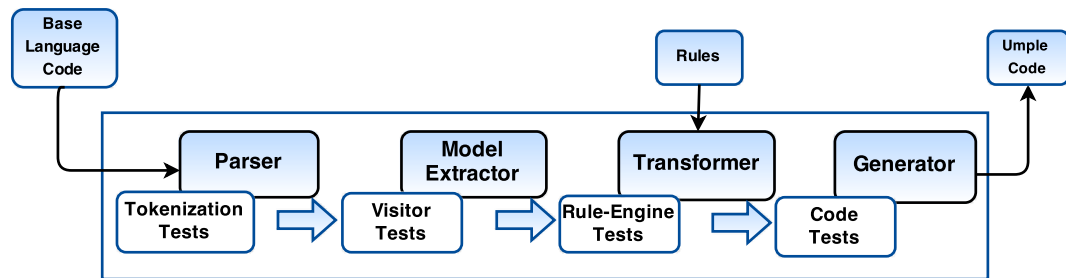 Base
Language
Code
Rules
Umple
Code
Parser
Model
Extractor
Transformer
Generator
Tokenization
Tests
Visitor
Tests
Rule-Engine
Tests
Code
Tests